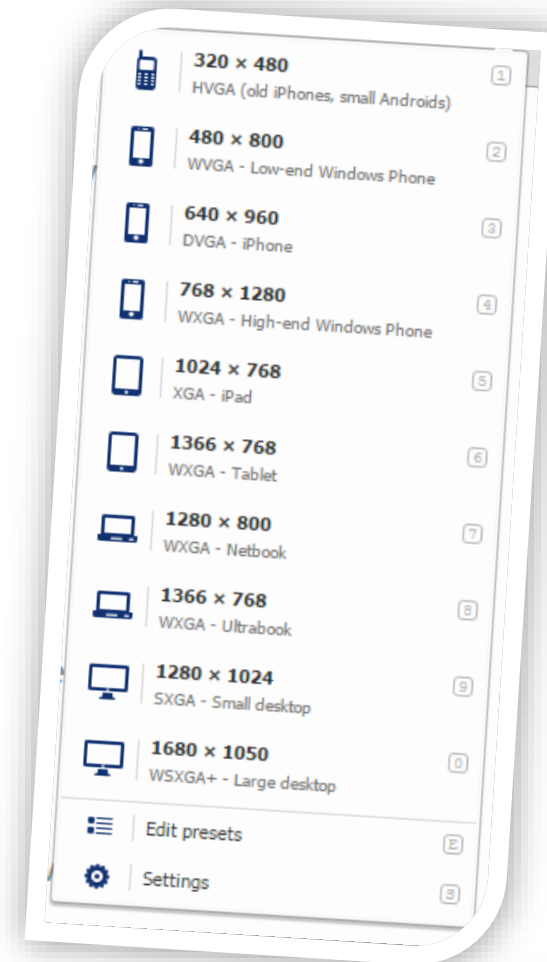 320 × 480
1
HVGA (old iPhones, small Androids)
480 × 800
2
WVGA - Low-end Windows Phone
640 × 960
3
DVGA - iPhone
768 × 1280
4
WXGA - High-end Windows Phone
1024 × 768
5
XGA - iPad
1366 × 768
6
WXGA - Tablet
1280 × 800
7
WXGA - Netbook
1366 × 768
8
WXGA - Ultrabook
1280 × 1024
9
SXGA - Small desktop
1680 × 1050
0
WSXGA+ - Large desktop
Edit presets
E
Settings
S